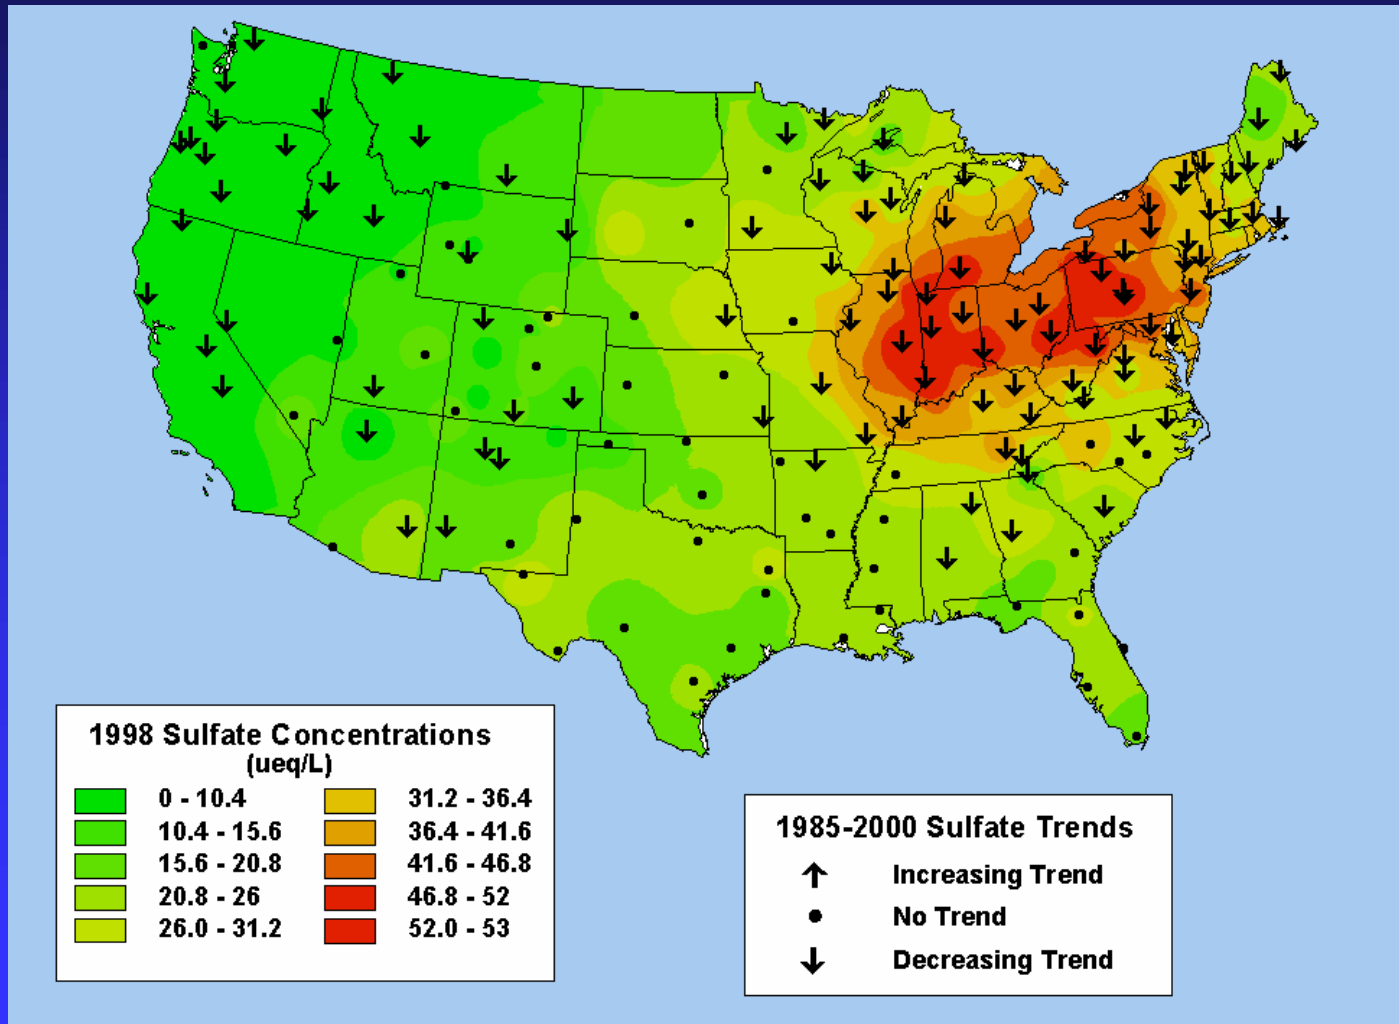 1998 Sulfate Concentrations
(ueq/L)
0 - 10.4
10.4 - 15.6
15.6 - 20.8
20.8 - 26
26.0 - 31.2
31.2 - 36.4
36.4 - 41.6
41.6 - 46.8
46.8 - 52
52.0 - 53
1985-2000 Sulfate Trends
Increasing Trend
No Trend
Decreasing Trend